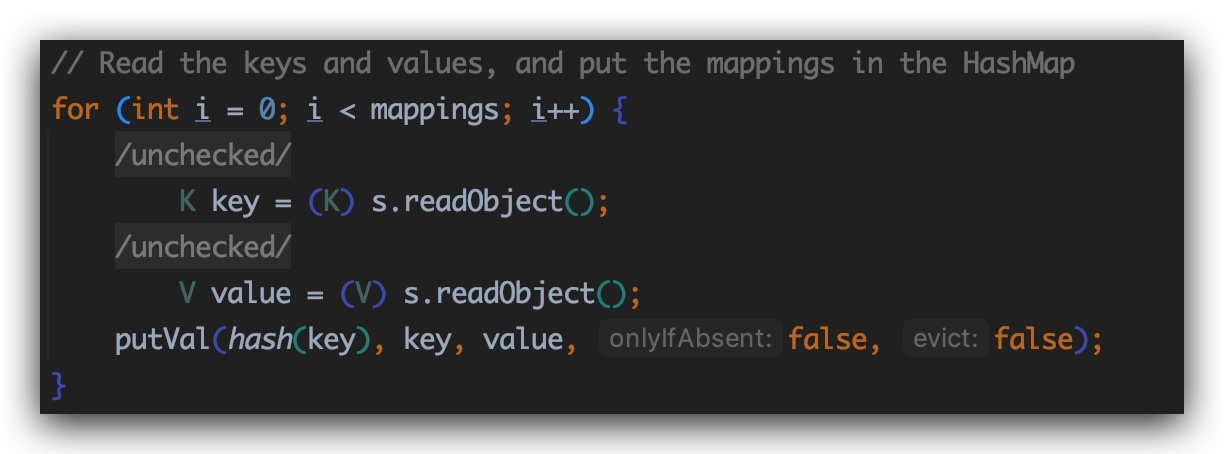 // Read the keys and values, and put the mappings in the HashMap
for (int i = 0; i < mappings; i++) {
/unchecked/
K key = (K) s.readObject();
/unchecked/
V value = (V) s.readObject();
putVal(hash(key), key, value, onlyIfAbsent: false, evict: false);
}